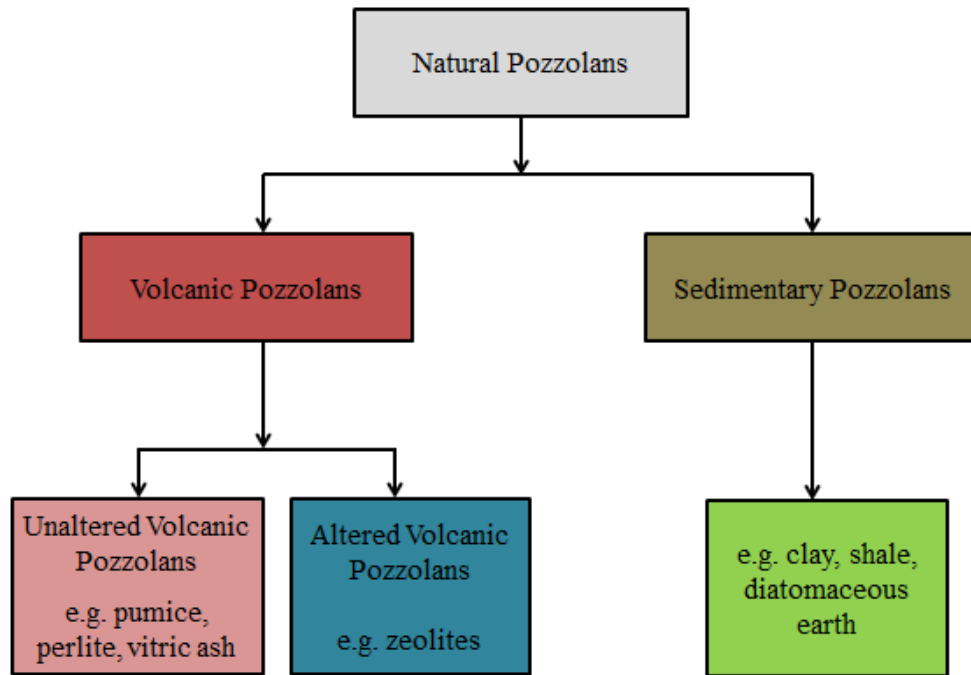 Natural Pozzolans
Volcanic Pozzolans
Sedimentary Pozzolans
Unaltered Volcanic
Pozzolans
e.g. pumice,
perlite, vitric ash
Altered Volcanic
Pozzolans
e.g. zeolites
e.g. clay, shale,
diatomaceous
earth